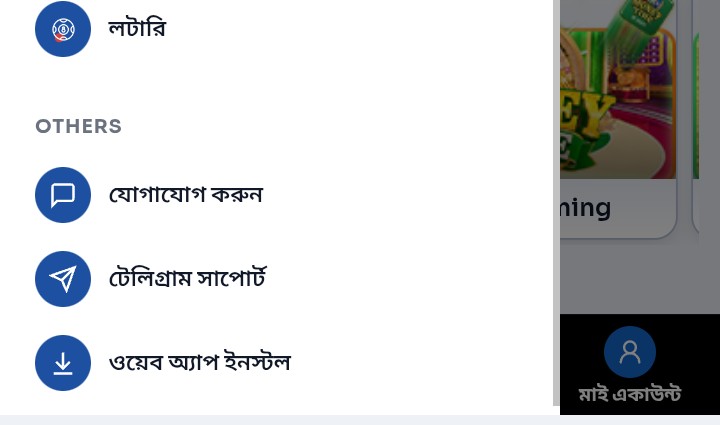 লটারি
OTHERS
যোগাযোগ করুন
টেলিগ্রাম সাপোর্ট
ওয়েব অ্যাপ ইনস্টল
ning
মাই একাউন্ট